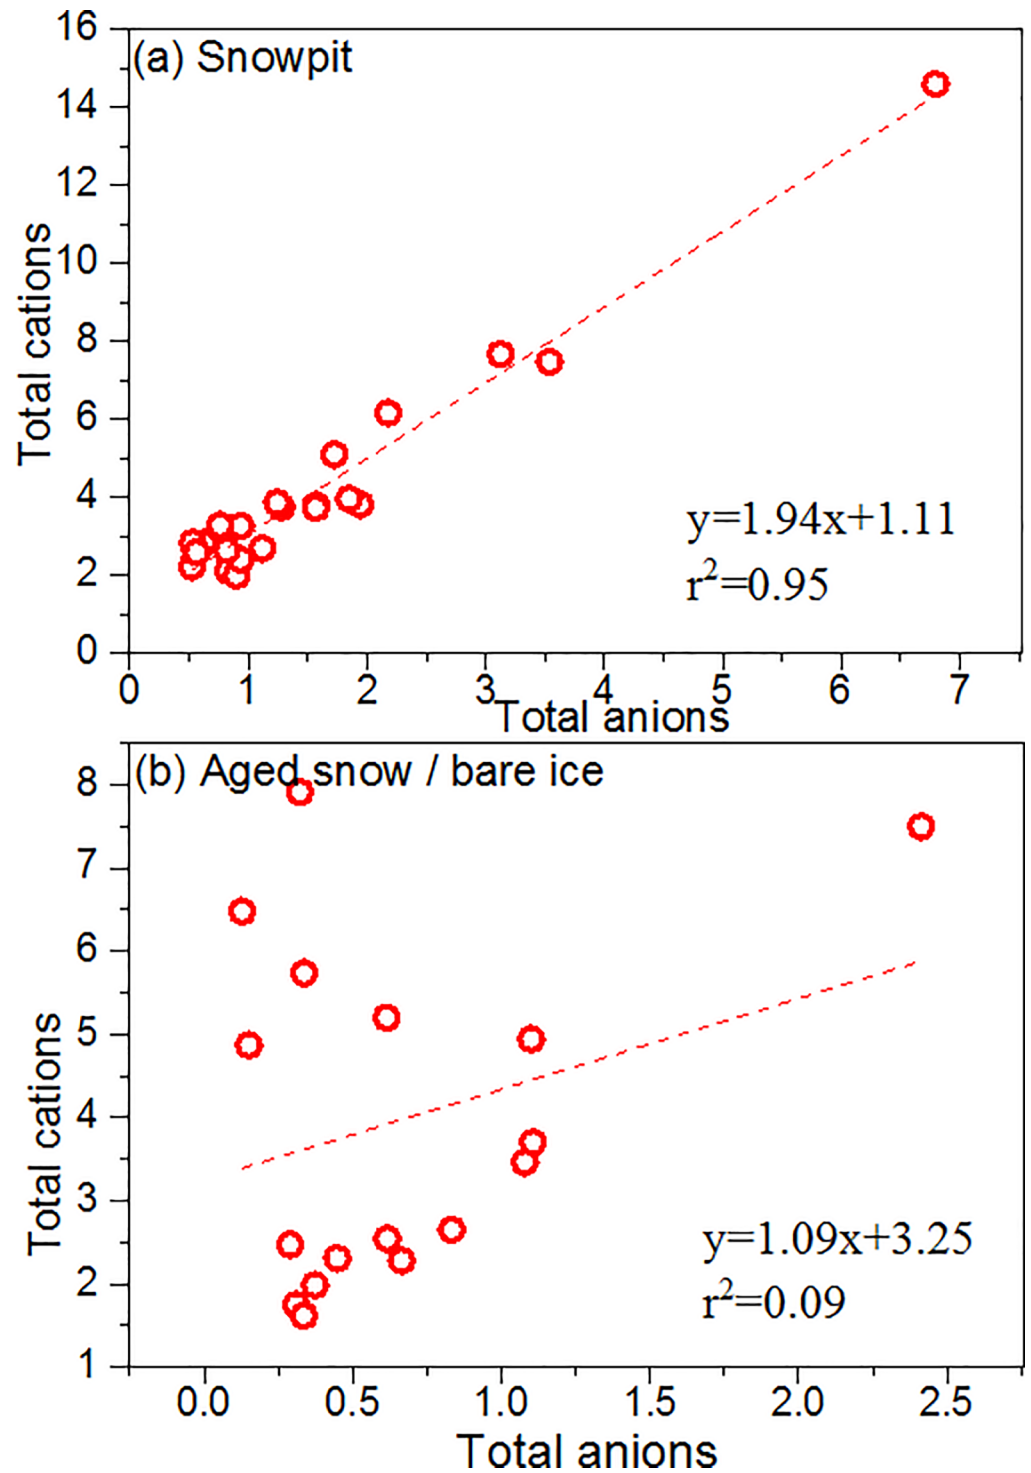 (a) Snowpit
16
14
12
10
8
6
4
2
0
Total cations
y=1.94x+1.11
r²=0.95
0 1 2 3 4 5 6 7
Total anions
(b) Aged snow / bare ice
8
7
6
5
4
3
2
1
Total cations
y=1.09x+3.25
r²=0.09
0.0 0.5 1.0 1.5 2.0 2.5
Total anions